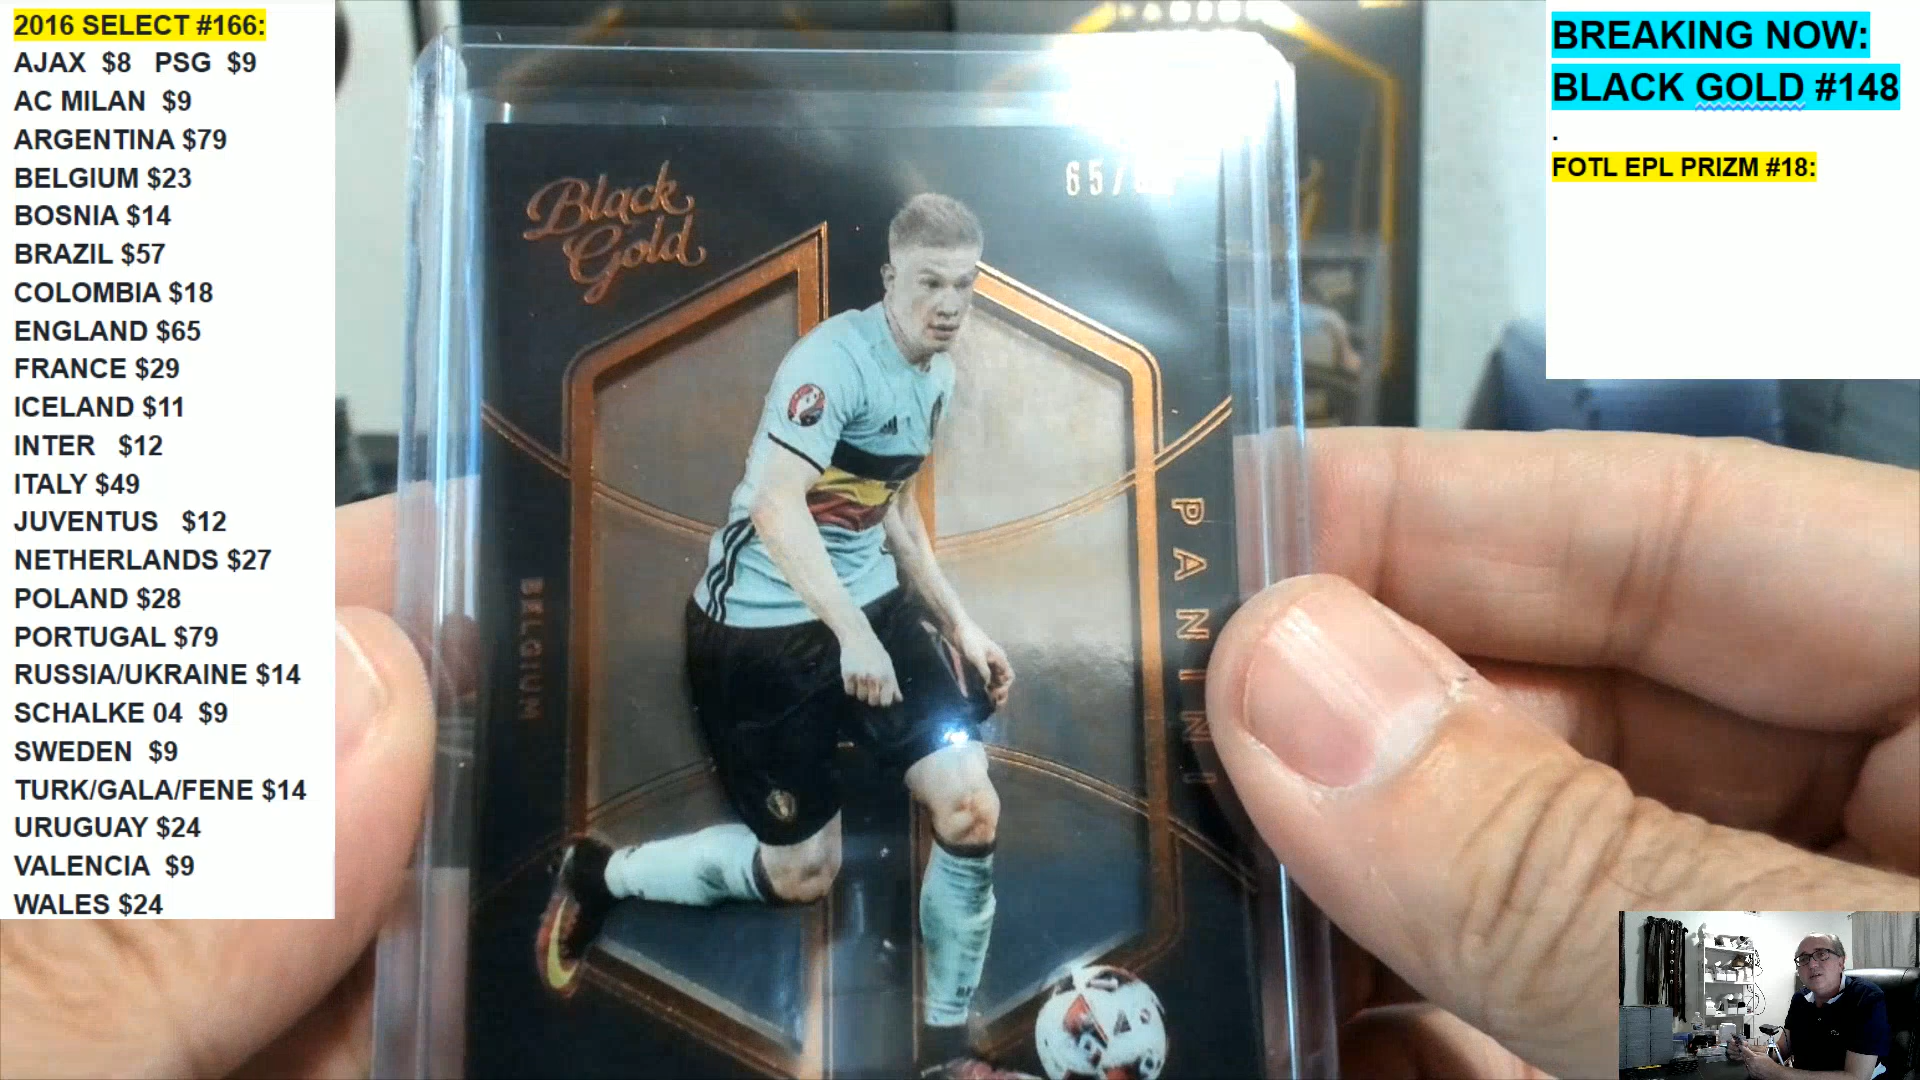 2016 SELECT #166:
AJAX $8 PSG $9
AC MILAN $9
ARGENTINA $79
BELGIUM $23
BOSNIA $14
BRAZIL $57
COLOMBIA $18
ENGLAND $65
FRANCE $29
ICELAND $11
INTER $12
ITALY $49
JUVENTUS $12
NETHERLANDS $27
POLAND $28
PORTUGAL $79
RUSSIA/UKRAINE $14
SCHALKE 04 $9
SWEDEN $9
TURK/GALA/FENE $14
URUGUAY $24
VALENCIA $9
WALES $24
PANINI
Black
Gold
65/
BELGIUM
PANINI
BREAKING NOW:
BLACK GOLD #148
.
FOTL EPL PRIZM #18: